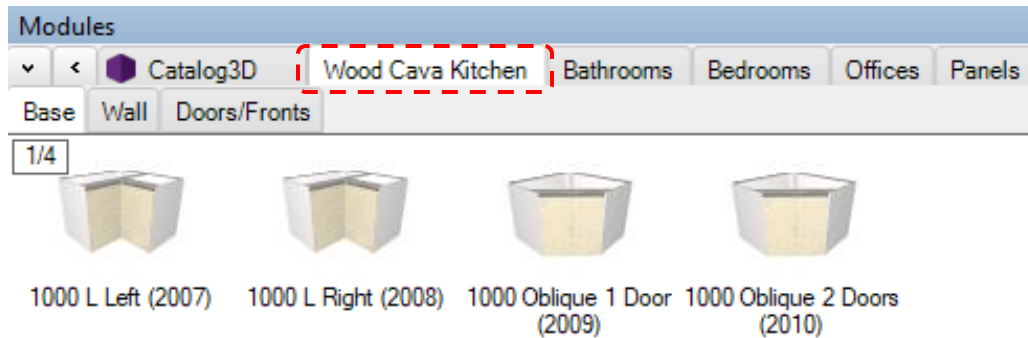 Modules
Catalog3D Wood Cava Kitchen Bathrooms Bedrooms Offices Panels
Base Wall Doors/Fronts
1/4
1000 L Left (2007) 1000 L Right (2008) 1000 Oblique 1 Door 1000 Oblique 2 Doors
(2009) (2010)